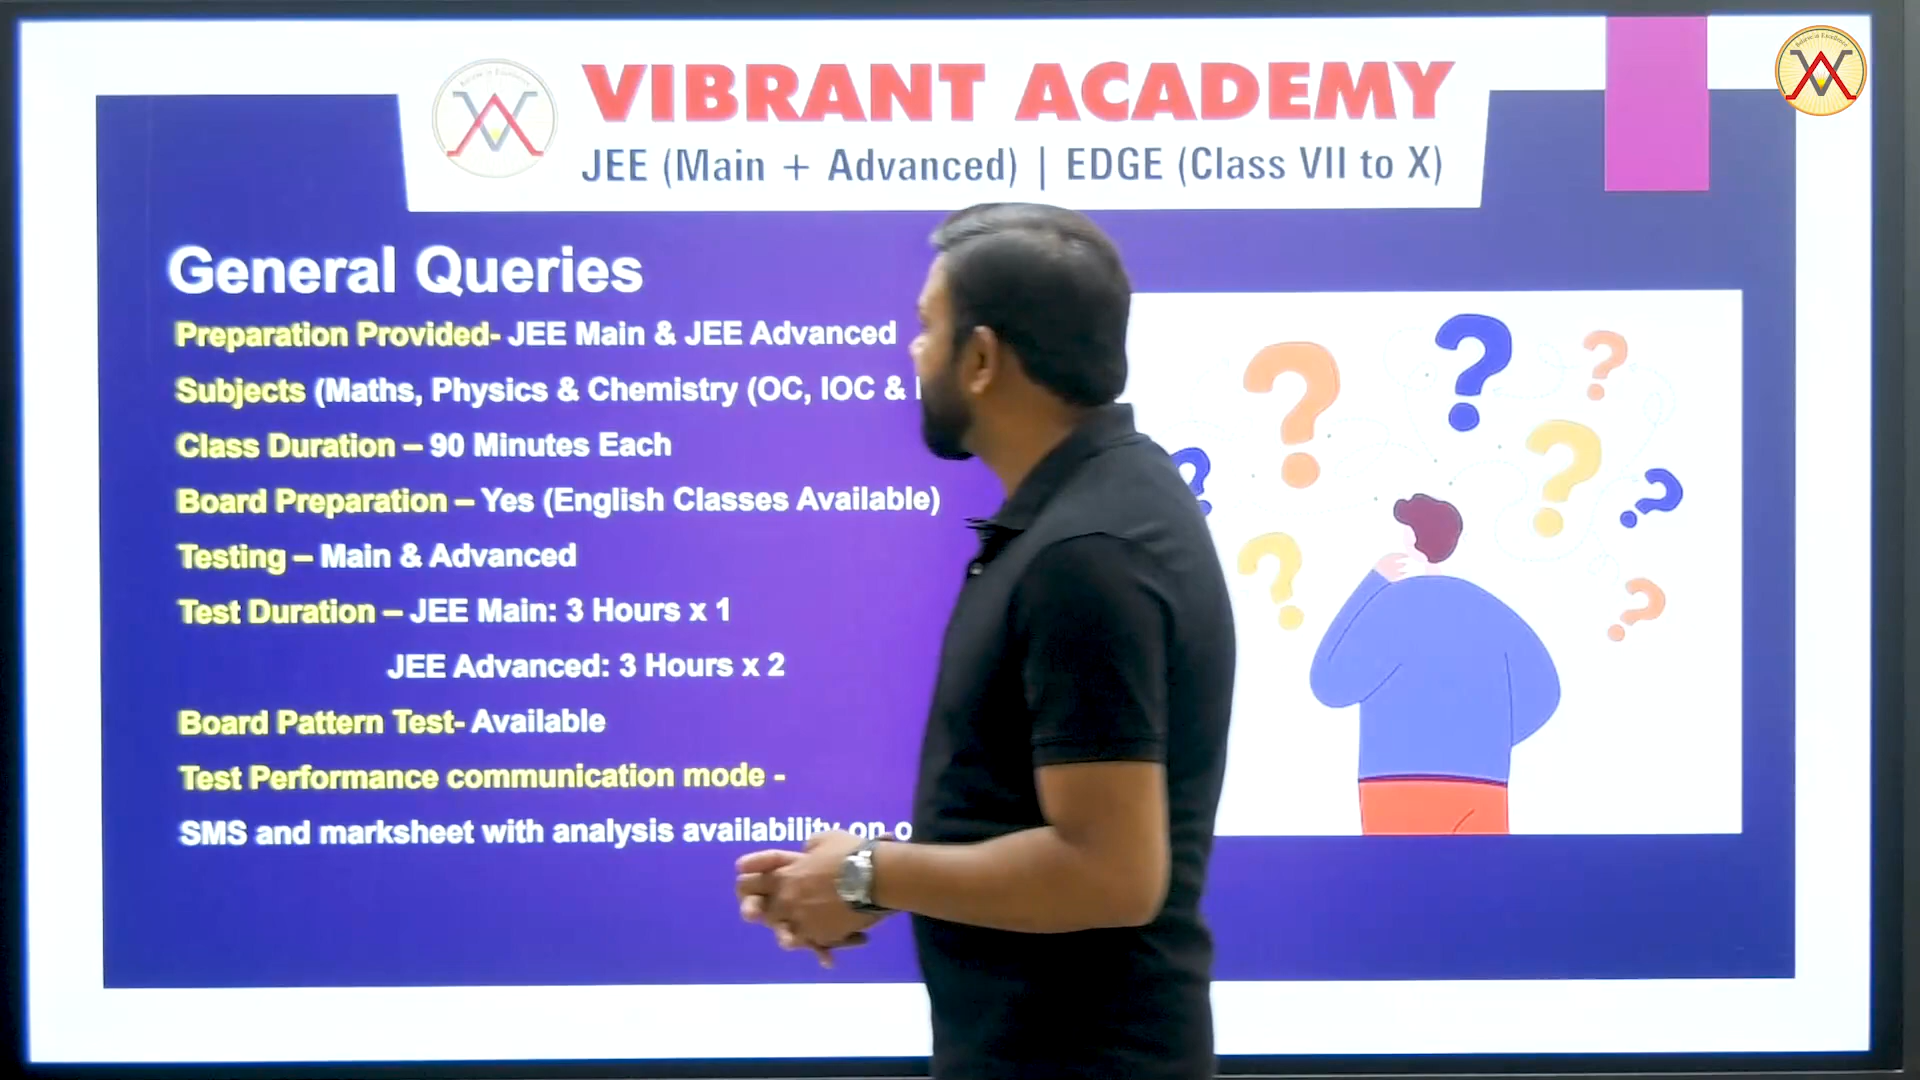 VIBRANT ACADEMY
JEE (Main + Advanced) | EDGE (Class VII to X)
General Queries
Preparation Provided- JEE Main & JEE Advanced
Subjects (Maths, Physics & Chemistry (OC, IOC &
Class Duration – 90 Minutes Each
Board Preparation – Yes (English Classes Available)
Testing – Main & Advanced
Test Duration – JEE Main: 3 Hours x 1
JEE Advanced: 3 Hours x 2
Board Pattern Test- Available
Test Performance communication mode -
SMS and marksheet with analysis availability on